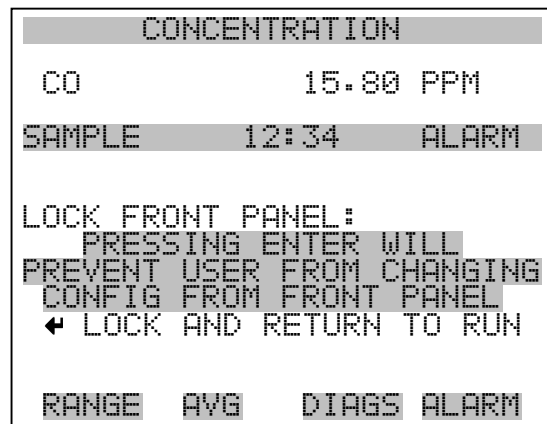 CONCENTRATION
CO 15.80 PPM
SAMPLE 12:34 ALARM
LOCK FRONT PANEL:
PRESSING ENTER WILL
PREVENT USER FROM CHANGING
CONFIG FROM FRONT PANEL
↵ LOCK AND RETURN TO RUN
RANGE AVG DIAGS ALARM